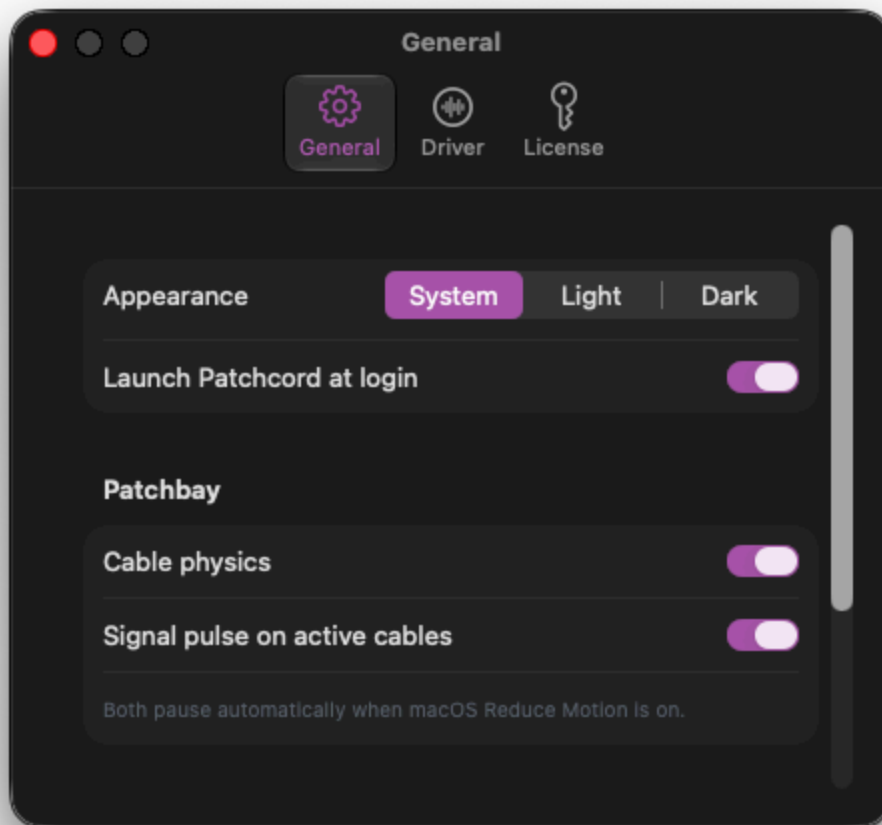 General
General
Driver
License
Appearance
System
Light
Dark
Launch Patchcord at login
Patchbay
Cable physics
Signal pulse on active cables
Both pause automatically when macOS Reduce Motion is on.